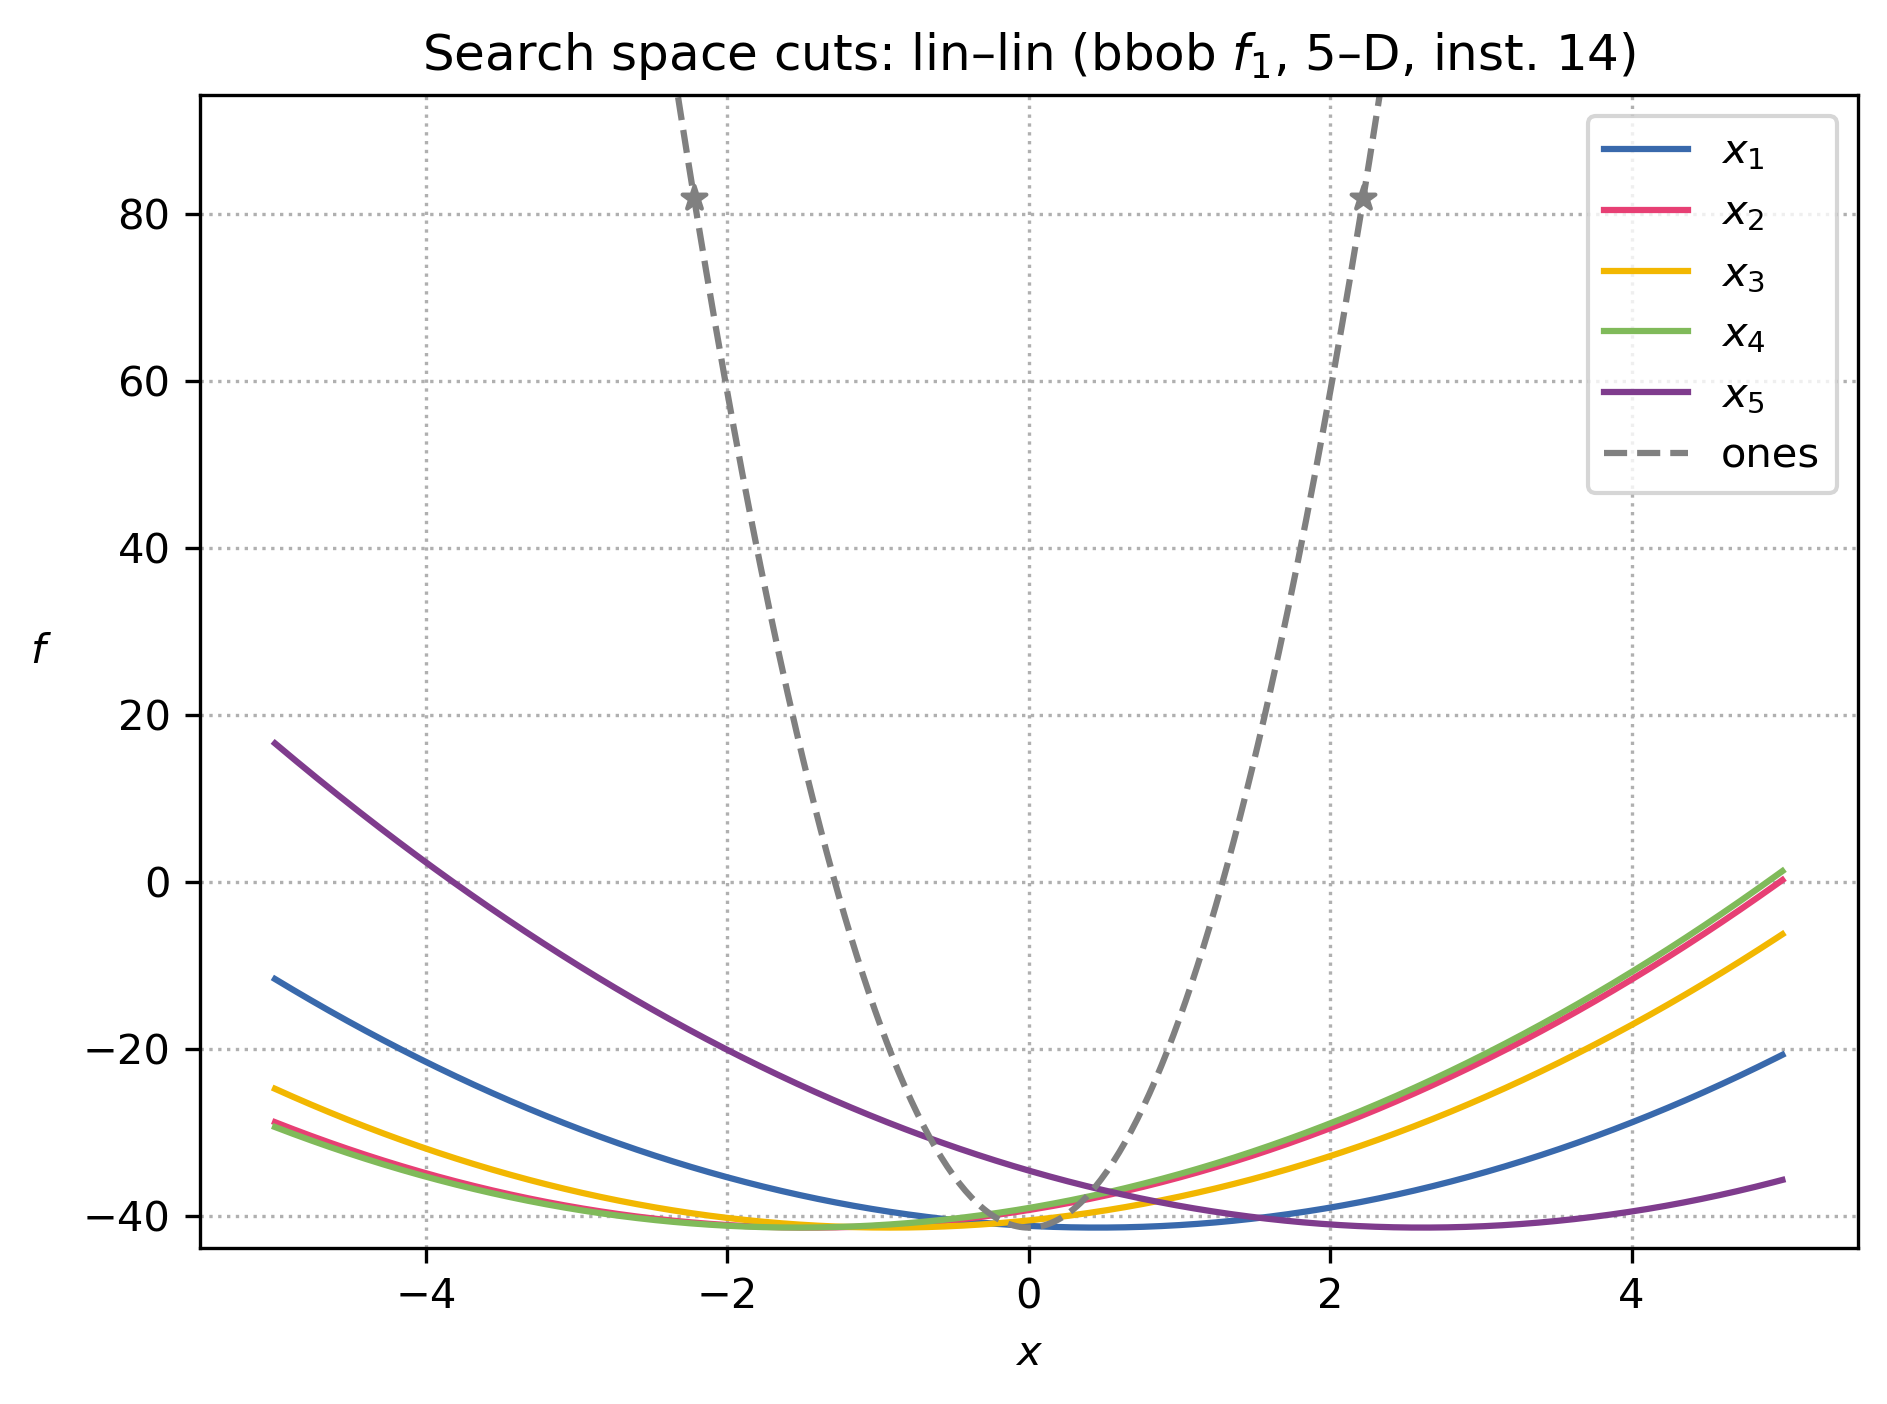 Search space cuts: lin–lin (bbob f₁, 5–D, inst. 14)
x₁
x₂
x₃
x₄
x₅
ones
80
60
40
20
0
−20
−40
f
−4
−2
0
2
4
x